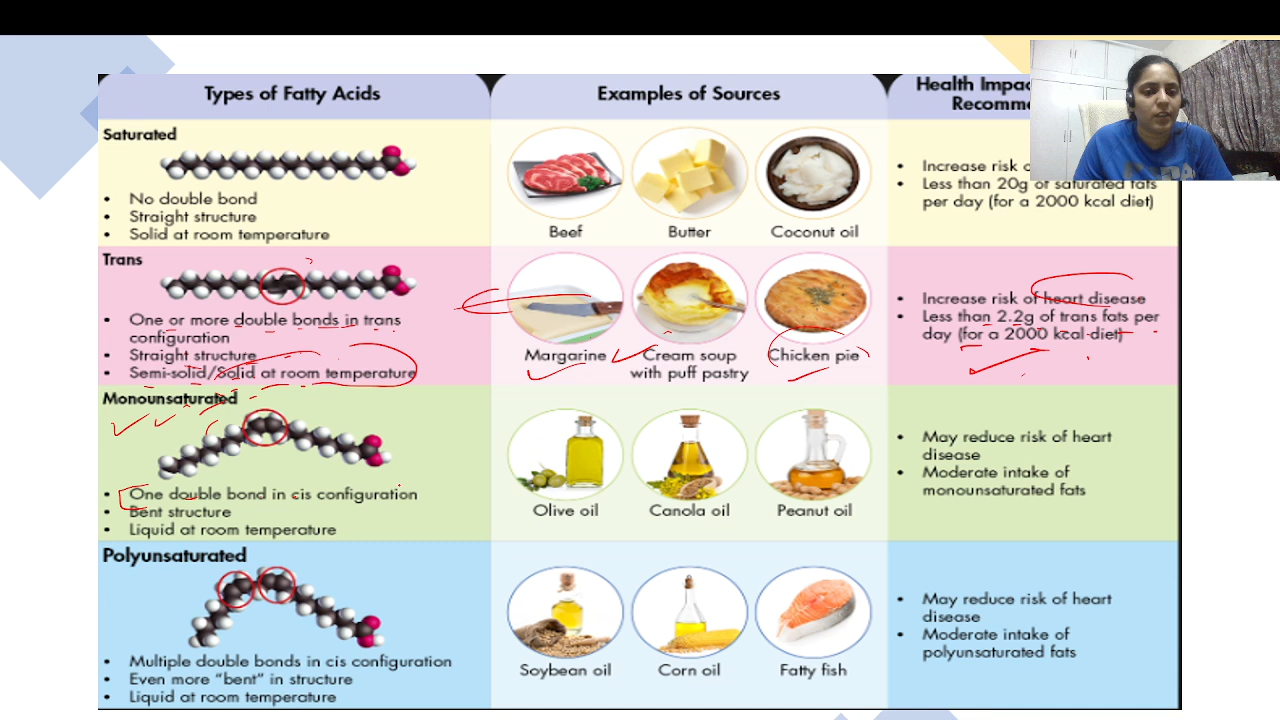 Types of Fatty Acids
Examples of Sources
Health Impac
Recomm
Saturated
• No double bond
• Straight structure
• Solid at room temperature
Beef
Butter
Coconut oil
• Increase risk
• Less than 20g of saturated fats
per day (for a 2000 kcal diet)
Trans
• One or more double bonds in trans
configuration
• Straight structure
• Semi-solid/Solid at room temperature
Margarine
Cream soup
with puff pastry
Chicken pie
• Increase risk of heart disease
• Less than 2.2g of trans fats per
day (for a 2000 kcal-diet)
Monounsaturated
• One double bond in cis configuration
• Bent structure
• Liquid at room temperature
Olive oil
Canola oil
Peanut oil
• May reduce risk of heart
disease
• Moderate intake of
monounsaturated fats
Polyunsaturated
• Multiple double bonds in cis configuration
• Even more “bent” in structure
• Liquid at room temperature
Soybean oil
Corn oil
Fatty fish
• May reduce risk of heart
disease
• Moderate intake of
polyunsaturated fats